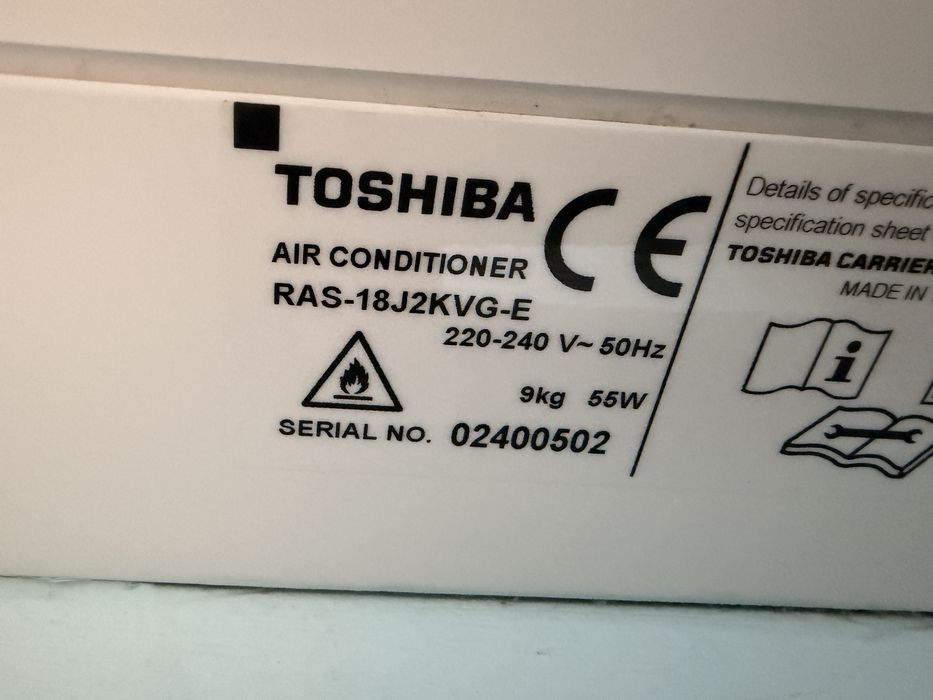 TOSHIBA
CE
AIR CONDITIONER
RAS-18J2KVG-E
220-240 V~ 50Hz
9kg 55W
SERIAL NO. 02400502
Details of
specification sheet
TOSHIBA CARRIER
MADE IN
i